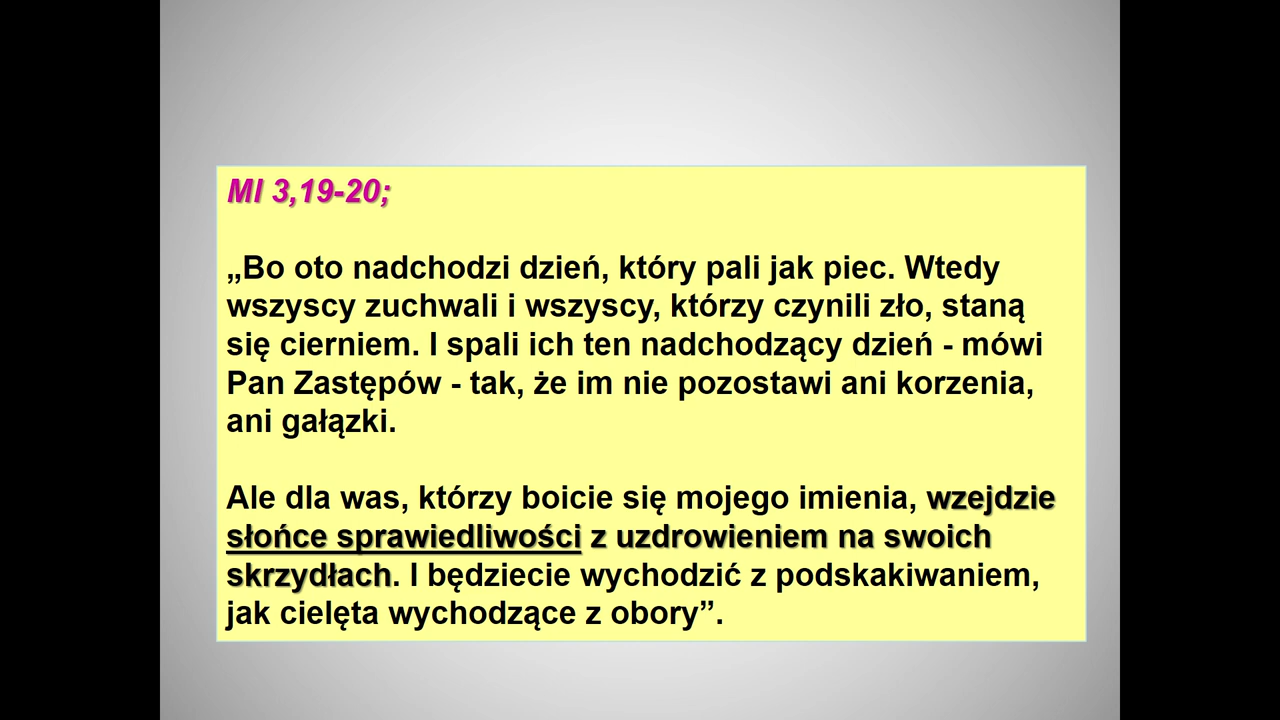 Ml 3,19-20;
„Bo oto nadchodzi dzień, który pali jak piec. Wtedy
wszyscy zuchwali i wszyscy, którzy czynili zło, staną
się cierniem. I spali ich ten nadchodzący dzień - mówi
Pan Zastępów - tak, że im nie pozostawi ani korzenia,
ani gałązki.
Ale dla was, którzy boicie się mojego imienia, wzejdzie
słońce sprawiedliwości z uzdrowieniem na swoich
skrzydłach. I będziecie wychodzić z podskakiwaniem,
jak cielęta wychodzące z obory”.